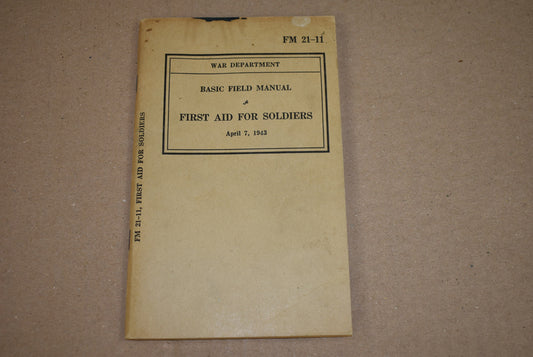 FM 21-11
WAR DEPARTMENT
BASIC FIELD MANUAL
FIRST AID FOR SOLDIERS
April 7, 1943
FM 21-11, FIRST AID FOR SOLDIERS